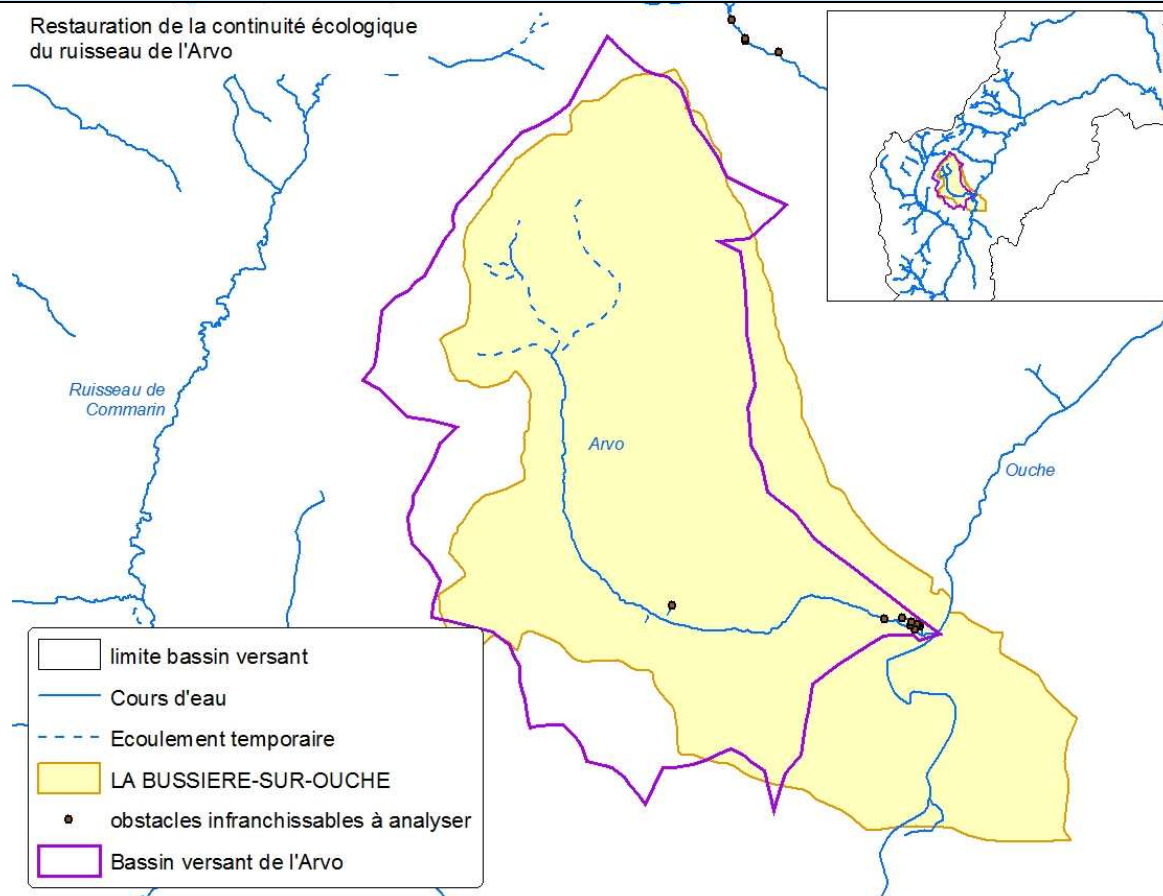 Restauration de la continuité écologique
du ruisseau de l'Arvo
Ruisseau de
Commarin
Arvo
Ouche
limite bassin versant
Cours d'eau
Ecoulement temporaire
LA BUSSIERE-SUR-OUCHE
obstacles infranchissables à analyser
Bassin versant de l'Arvo